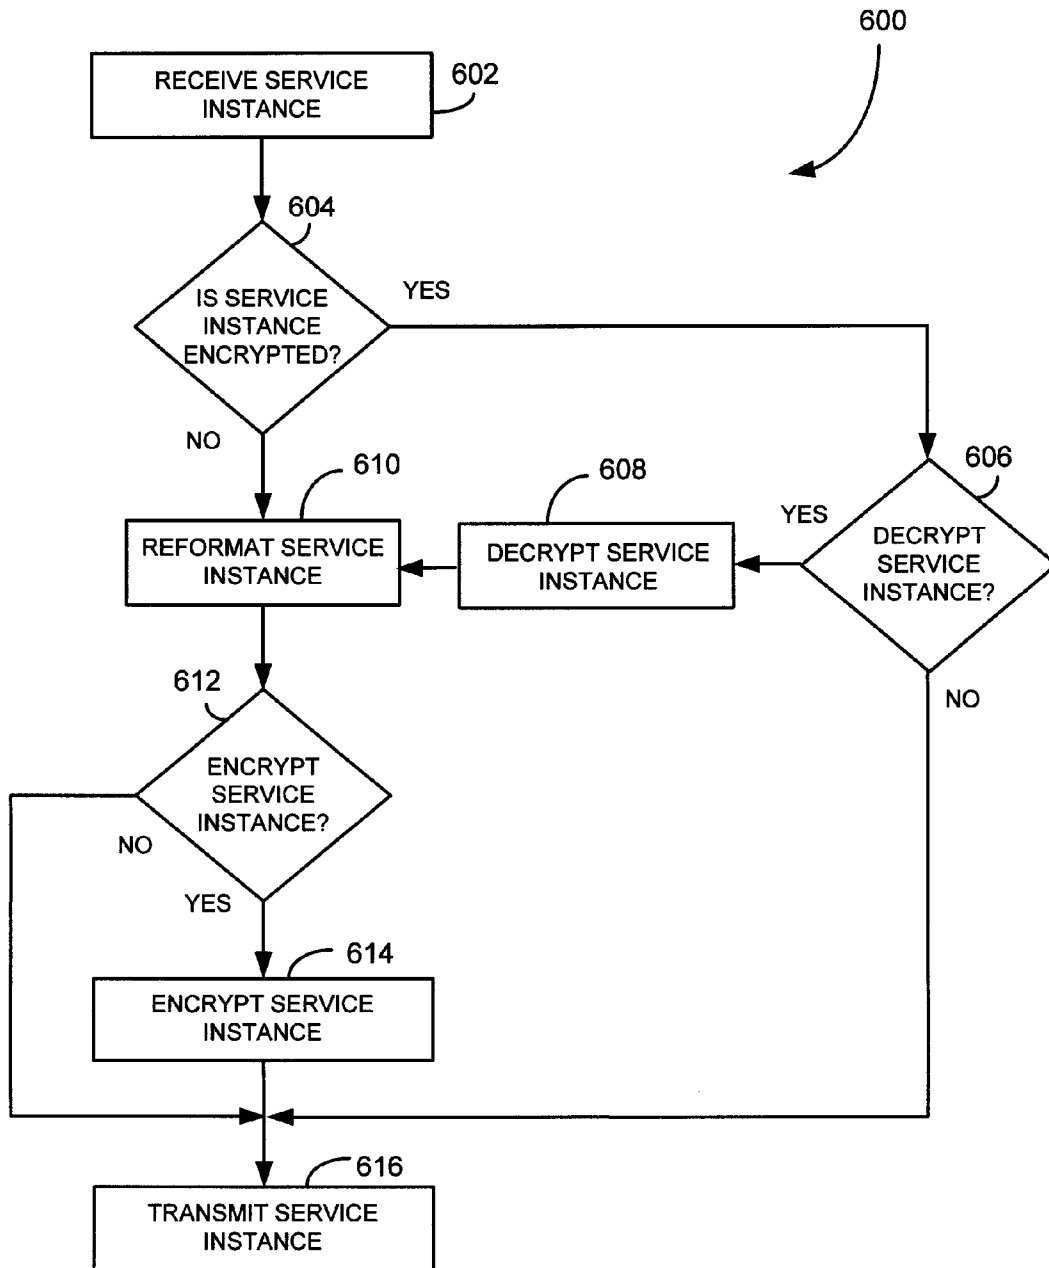 600
RECEIVE SERVICE
INSTANCE
602
604
IS SERVICE
INSTANCE
ENCRYPTED?
YES
NO
610
608
606
REFORMAT SERVICE
INSTANCE
DECRYPT SERVICE
INSTANCE
YES
DECRYPT
SERVICE
INSTANCE?
NO
612
ENCRYPT
SERVICE
INSTANCE?
NO
YES
614
ENCRYPT SERVICE
INSTANCE
616
TRANSMIT SERVICE
INSTANCE